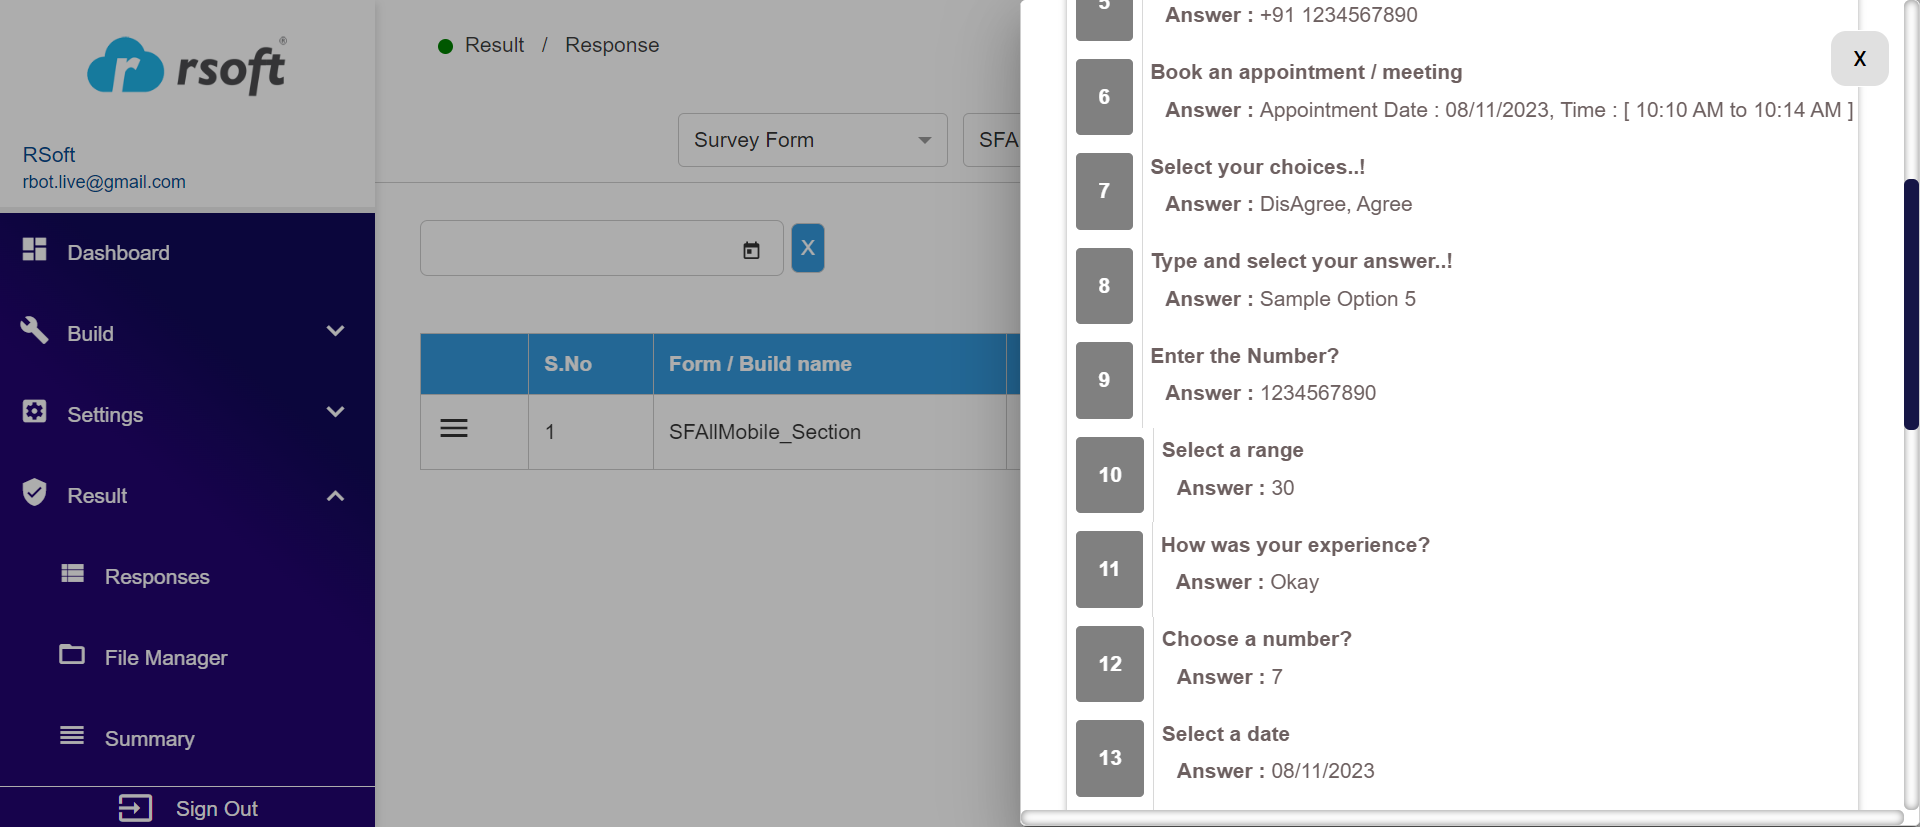 rsoft®
RSoft
rbot.live@gmail.com
Dashboard
Build
Settings
Result
Responses
File Manager
Summary
Sign Out
Result / Response
Survey Form
SFA
X
S.No
Form / Build name
1
SFAllMobile_Section
X
5
Answer : +91 1234567890
6
Book an appointment / meeting
Answer : Appointment Date : 08/11/2023, Time : [ 10:10 AM to 10:14 AM ]
7
Select your choices..!
Answer : DisAgree, Agree
8
Type and select your answer..!
Answer : Sample Option 5
9
Enter the Number?
Answer : 1234567890
10
Select a range
Answer : 30
11
How was your experience?
Answer : Okay
12
Choose a number?
Answer : 7
13
Select a date
Answer : 08/11/2023